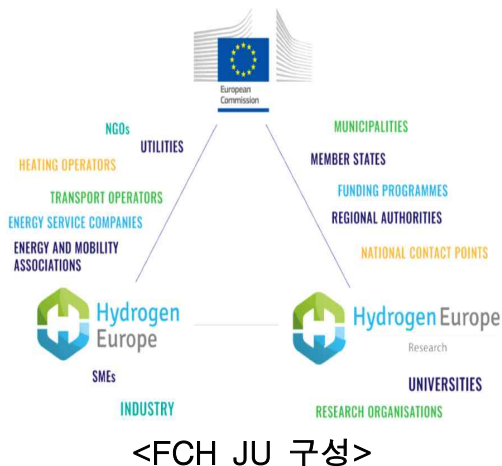 European
Commission
NGOs
UTILITIES
HEATING OPERATORS
TRANSPORT OPERATORS
ENERGY SERVICE COMPANIES
ENERGY AND MOBILITY
ASSOCIATIONS
MUNICIPALITIES
MEMBER STATES
FUNDING PROGRAMMES
REGIONAL AUTHORITIES
NATIONAL CONTACT POINTS
Hydrogen
Europe
SMEs
INDUSTRY
Hydrogen Europe
Research
UNIVERSITIES
RESEARCH ORGANISATIONS
<FCH JU 구성>